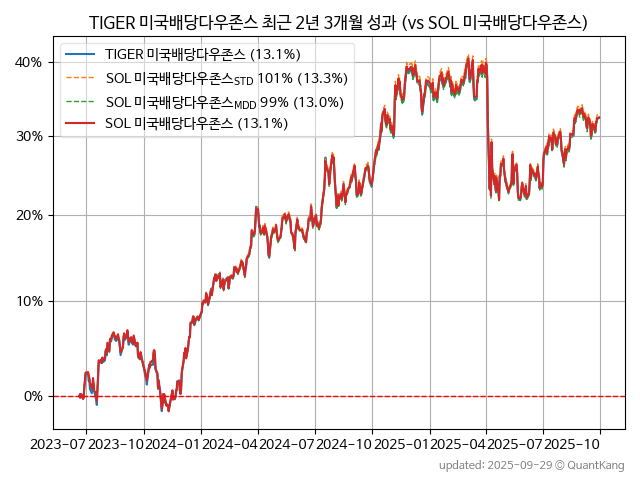 TIGER 미국배당다우존스 최근 2년 3개월 성과 (vs SOL 미국배당다우존스)
TIGER 미국배당다우존스 (13.1%)
SOL 미국배당다우존스STD 101% (13.3%)
SOL 미국배당다우존스MDD 99% (13.0%)
SOL 미국배당다우존스 (13.1%)
40%
30%
20%
10%
0%
2023-07 2023-10 2024-01 2024-04 2024-07 2024-10 2025-01 2025-04 2025-07 2025-10
updated: 2025-09-29 © QuantKang